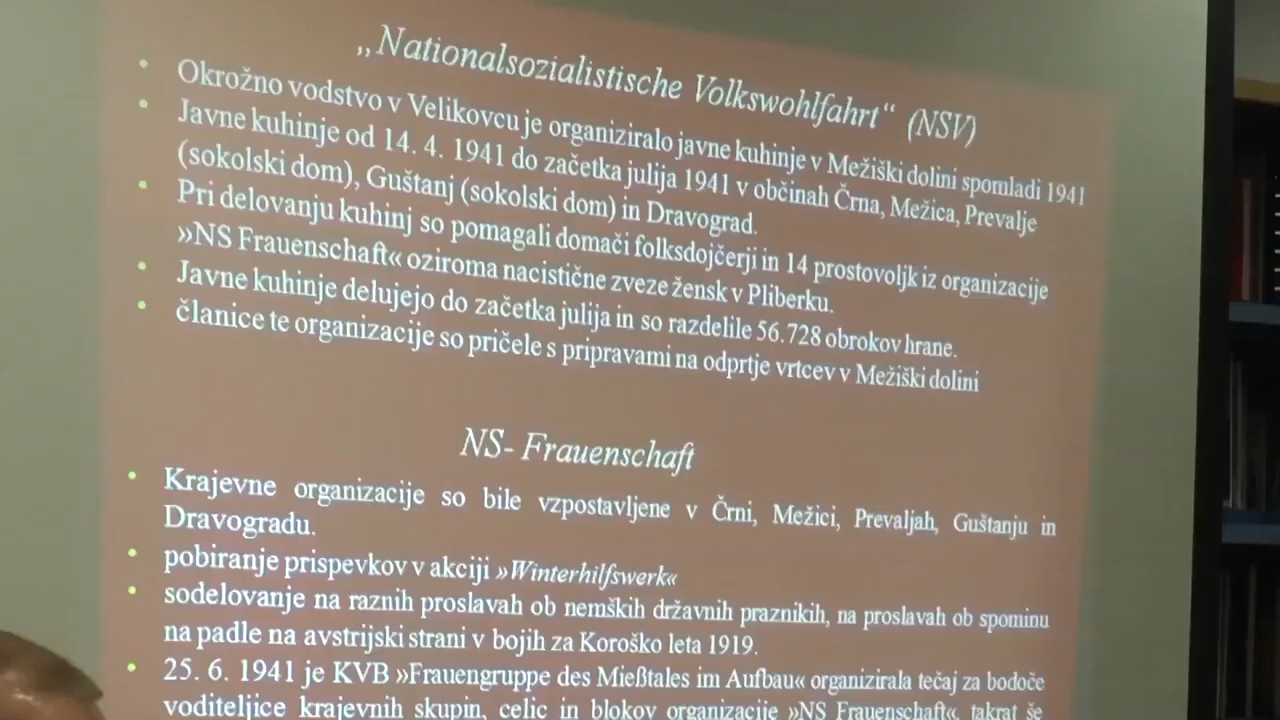 „Nationalsozialistische Volkswohlfahrt“ (NSV)
• Okrožno vodstvo v Velikovcu je organiziralo javne kuhinje v Mežiški dolini spomladi 1941
• Javne kuhinje od 14. 4. 1941 do začetka julija 1941 v občinah Črna, Mežica, Prevalje
(sokolski dom), Guštanj (sokolski dom) in Dravograd.
• Pri delovanju kuhinj so pomagali domači folksdojčerji in 14 prostovoljk iz organizacije
»NS Frauenschaft« oziroma nacistične zveze žensk v Pliberku.
• Javne kuhinje delujejo do začetka julija in so razdelile 56.728 obrokov hrane.
• članice te organizacije so pričele s pripravami na odprtje vrtcev v Mežiški dolini
NS- Frauenschaft
• Krajevne organizacije so bile vzpostavljene v Črni, Mežici, Prevaljah, Guštanju in
Dravogradu.
• pobiranje prispevkov v akciji »Winterhilfswerk«
• sodelovanje na raznih proslavah ob nemških državnih praznikih, na proslavah ob spominu
na padle na avstrijski strani v bojih za Koroško leta 1919.
• 25. 6. 1941 je KVB »Frauengruppe des Mießtales im Aufbau« organizirala tečaj za bodoče
voditeljice krajevnih skupin, celic in blokov organizacije »NS Frauenschaft«, takrat še